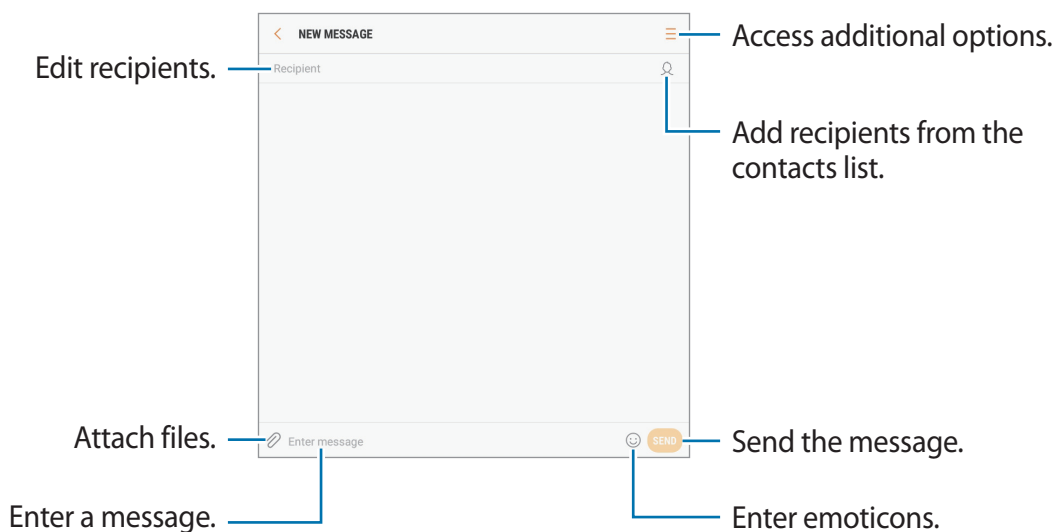 NEW MESSAGE
Access additional options.
Edit recipients.
Recipient
Add recipients from the
contacts list.
Attach files.
Enter message
SEND
Send the message.
Enter a message.
Enter emoticons.